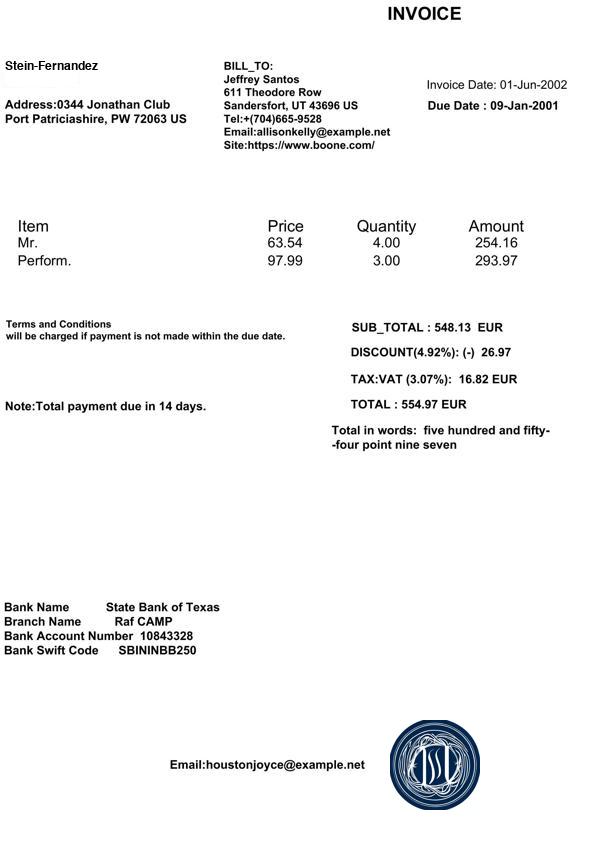 INVOICE
Stein-Fernandez
Address:0344 Jonathan Club
Port Patriciashire, PW 72063 US
BILL_TO:
Jeffrey Santos
611 Theodore Row
Sandersfort, UT 43696 US
Tel:+(704)665-9528
Email:allisonkelly@example.net
Site:https://www.boone.com/
Invoice Date: 01-Jun-2002
Due Date : 09-Jan-2001
Item Price Quantity Amount
Mr. 63.54 4.00 254.16
Perform. 97.99 3.00 293.97
Terms and Conditions
will be charged if payment is not made within the due date.
Note:Total payment due in 14 days.
SUB_TOTAL : 548.13 EUR
DISCOUNT(4.92%): (-) 26.97
TAX:VAT (3.07%): 16.82 EUR
TOTAL : 554.97 EUR
Total in words: five hundred and fifty-
-four point nine seven
Bank Name State Bank of Texas
Branch Name Raf CAMP
Bank Account Number 10843328
Bank Swift Code SBININBB250
Email:houstonjoyce@example.net